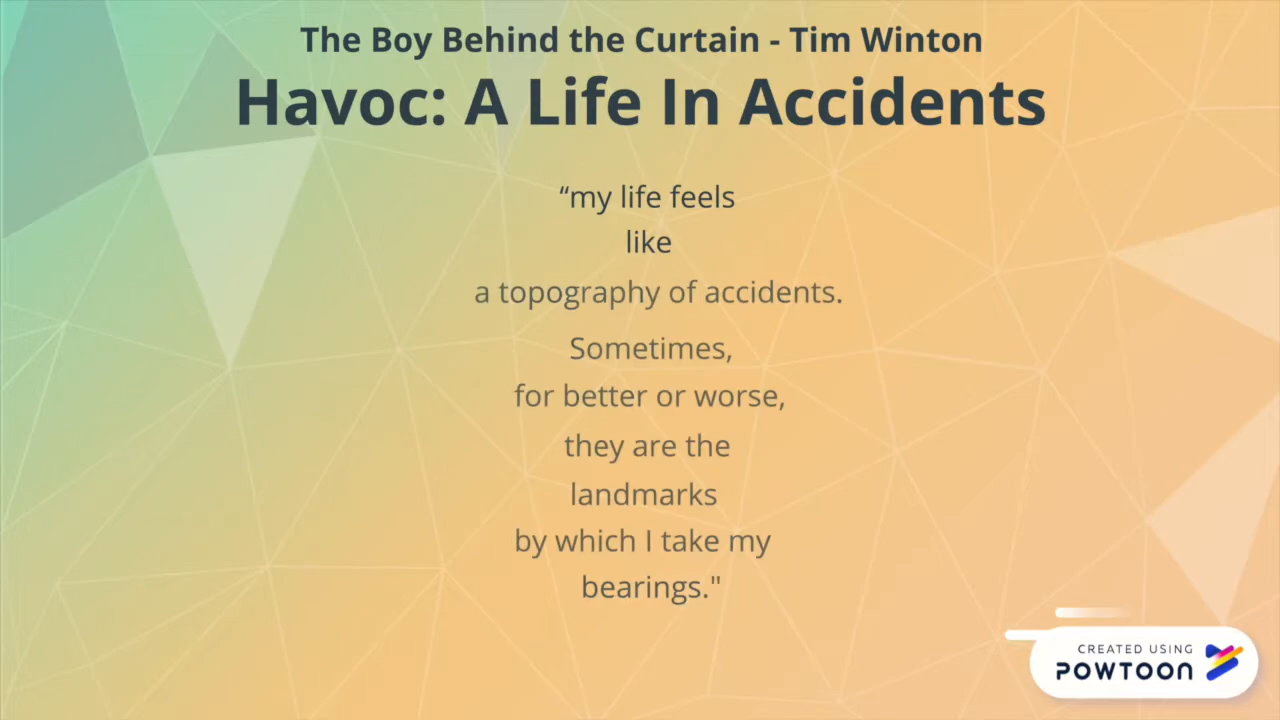 The Boy Behind the Curtain - Tim Winton
Havoc: A Life In Accidents
“my life feels
like
a topography of accidents.
Sometimes,
for better or worse,
they are the
landmarks
by which I take my
bearings."
CREATED USING
POWTOON